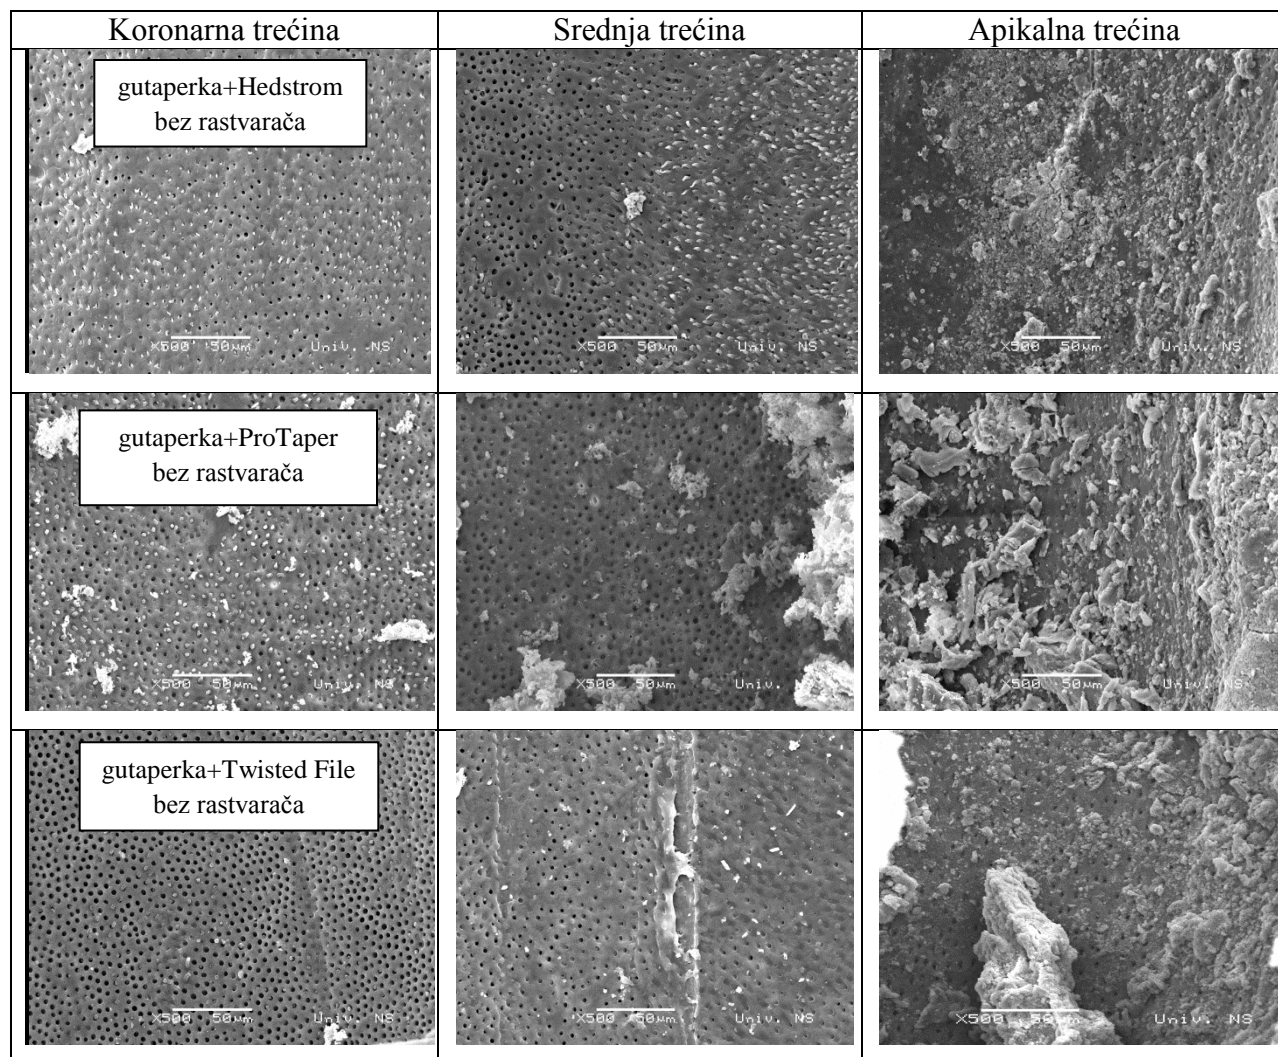 Koronarna trećina
Srednja trećina
Apikalna trećina
gutaperka+Hedstrom
bez rastvarača
X500 50µm Univ. NS
X500 50µm Univ. NS
X500 50µm Univ. NS
gutaperka+ProTaper
bez rastvarača
X500 50µm Univ. NS
X500 50µm Univ.
X500 50µm Univ. NS
gutaperka+Twisted File
bez rastvarača
X500 50µm Univ. NS
X500 50µm Univ. NS
X500 50µm Univ. NS